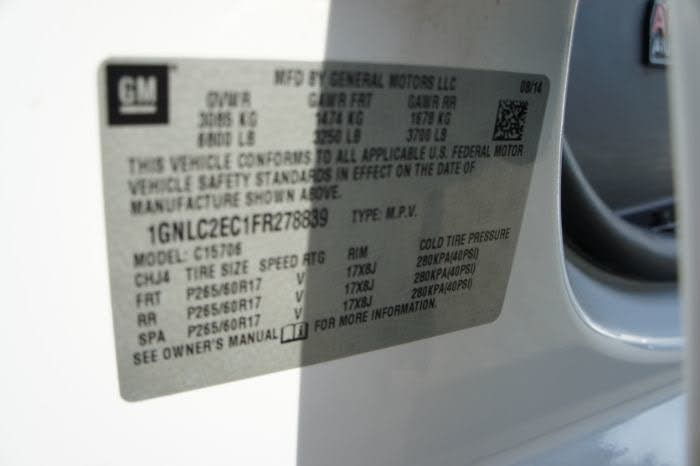 GM
MFD BY GENERAL MOTORS LLC
08/14
GVWR GAWR FRT GAWR RR
3085 KG 1474 KG 1678 KG
6800 LB 3250 LB 3700 LB
THIS VEHICLE CONFORMS TO ALL APPLICABLE U.S. FEDERAL MOTOR
VEHICLE SAFETY STANDARDS IN EFFECT ON THE DATE OF
MANUFACTURE SHOWN ABOVE.
1GNLC2EC1FR278839 TYPE: M.P.V.
MODEL: C15706
CHJ4 TIRE SIZE SPEED RTG RIM COLD TIRE PRESSURE
FRT P265/60R17 V 17X8J 280KPA(40PSI)
RR P265/60R17 V 17X8J 280KPA(40PSI)
SPA P265/60R17 V 17X8J 280KPA(40PSI)
SEE OWNER'S MANUAL FOR MORE INFORMATION.